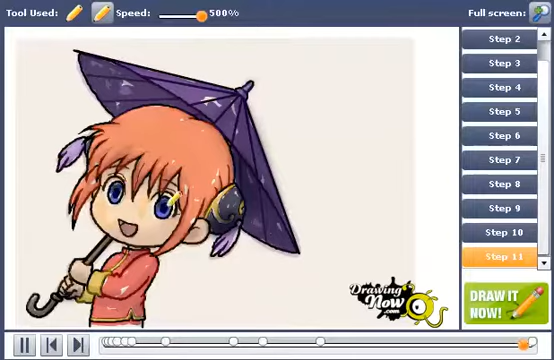 Tool Used: Speed: 500% Full screen:
Step 2
Step 3
Step 4
Step 5
Step 6
Step 7
Step 8
Step 9
Step 10
Step 11
Drawing
Now
.com
DRAW IT
NOW!